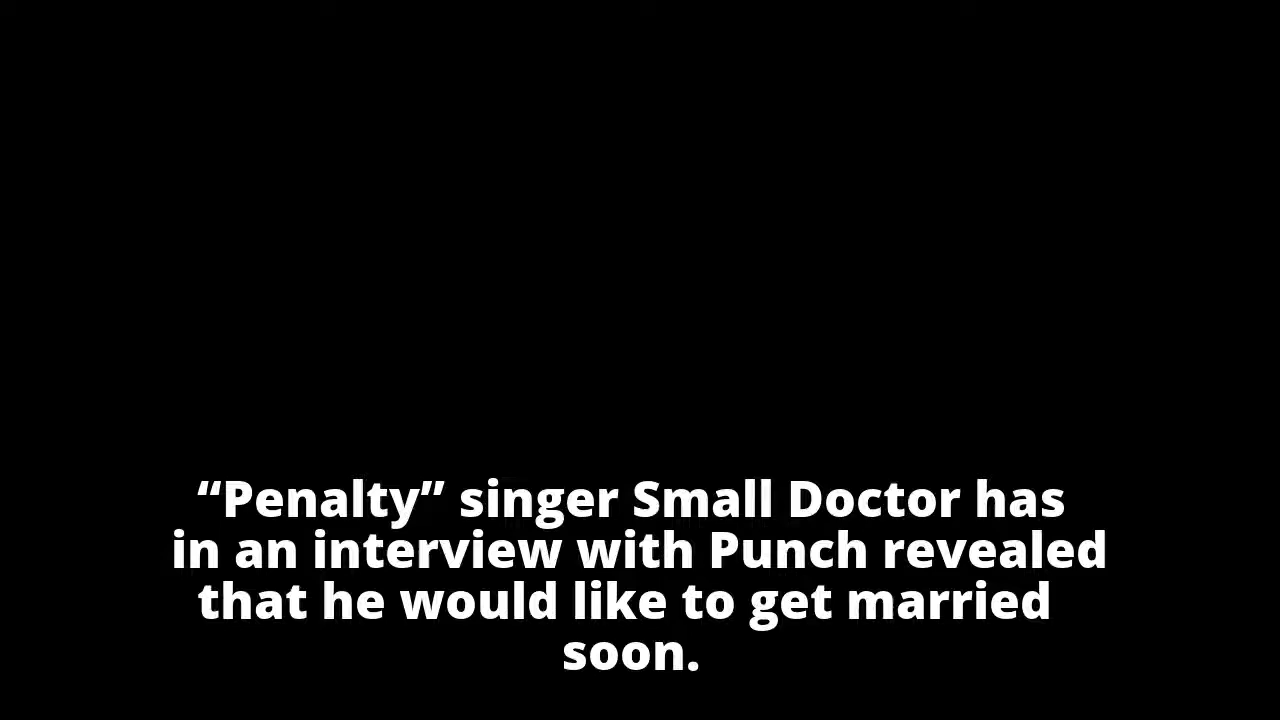 “Penalty” singer Small Doctor has
in an interview with Punch revealed
that he would like to get married
soon.